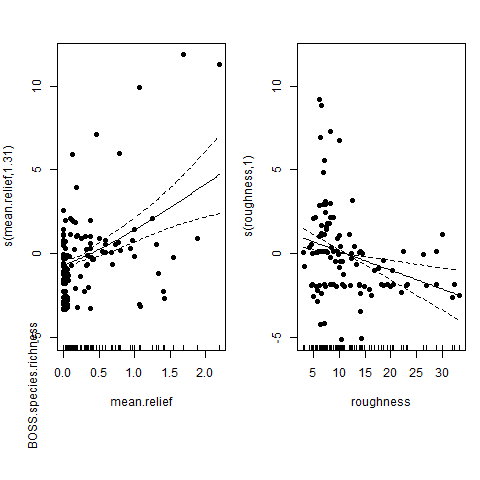 s(mean.relief,1.31)
BOSS.species.richness
10
5
0
-5
0.0 0.5 1.0 1.5 2.0
mean.relief
s(roughness,1)
10
5
0
-5
5 10 15 20 25 30
roughness